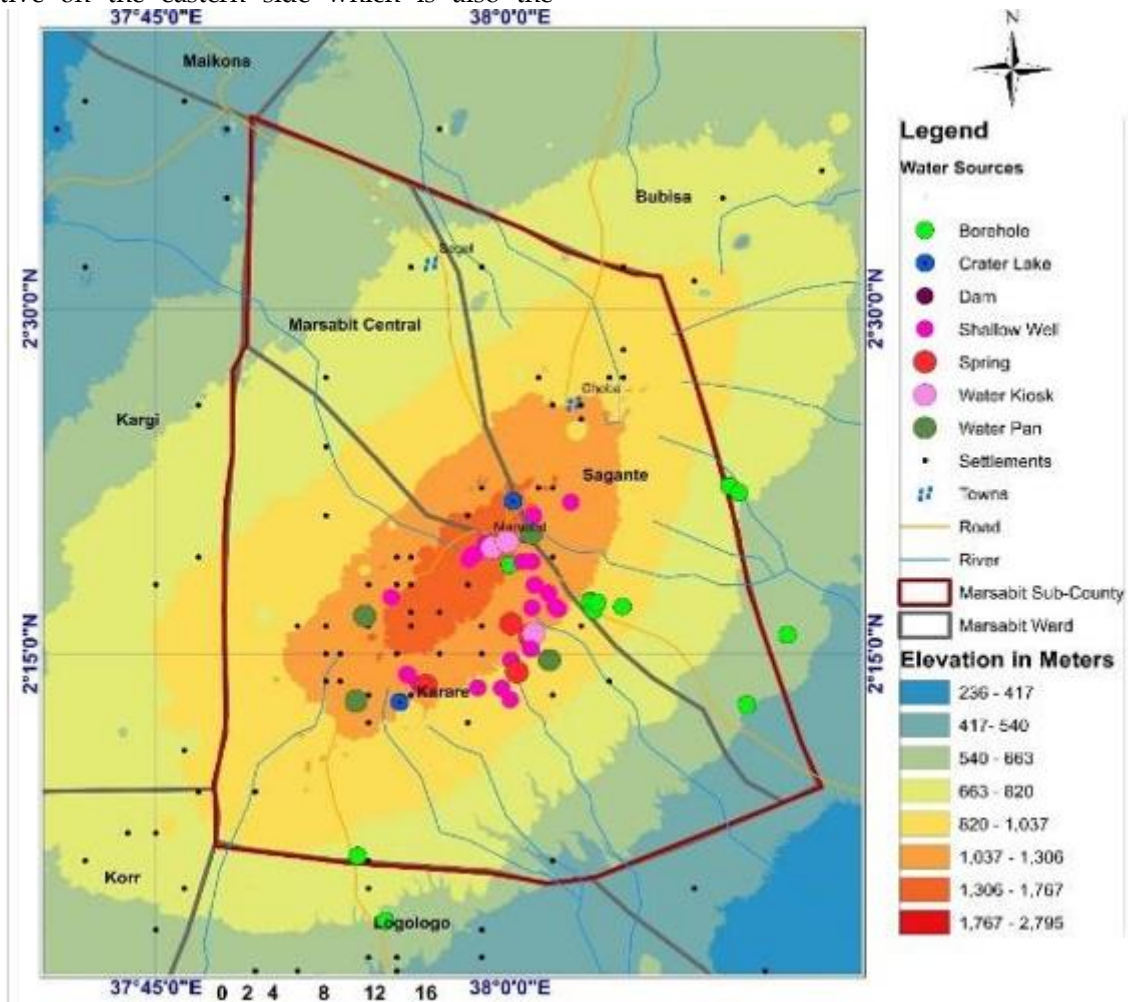 tive on the eastern side which is also the
37°45'0"E 38°0'0"E
N
Maikona
Legend
Water Sources
Bubisa
Borehole
Crater Lake
Dam
2°30'0"N 2°30'0"N
Marsabit Central
Shallow Well
Spring
Water Kiosk
Kargi
Water Pan
Sagante
Settlements
Towns
Road
River
Marsabit Sub-County
Marsabit Ward
2°15'0"N 2°15'0"N
Elevation in Meters
Karare
236 - 417
417- 540
540 - 663
663 - 820
820 - 1,037
1,037 - 1,306
Korr
1,306 - 1,767
Logologo
1,767 - 2,795
37°45'0"E 0 2 4 8 12 16 38°0'0"E